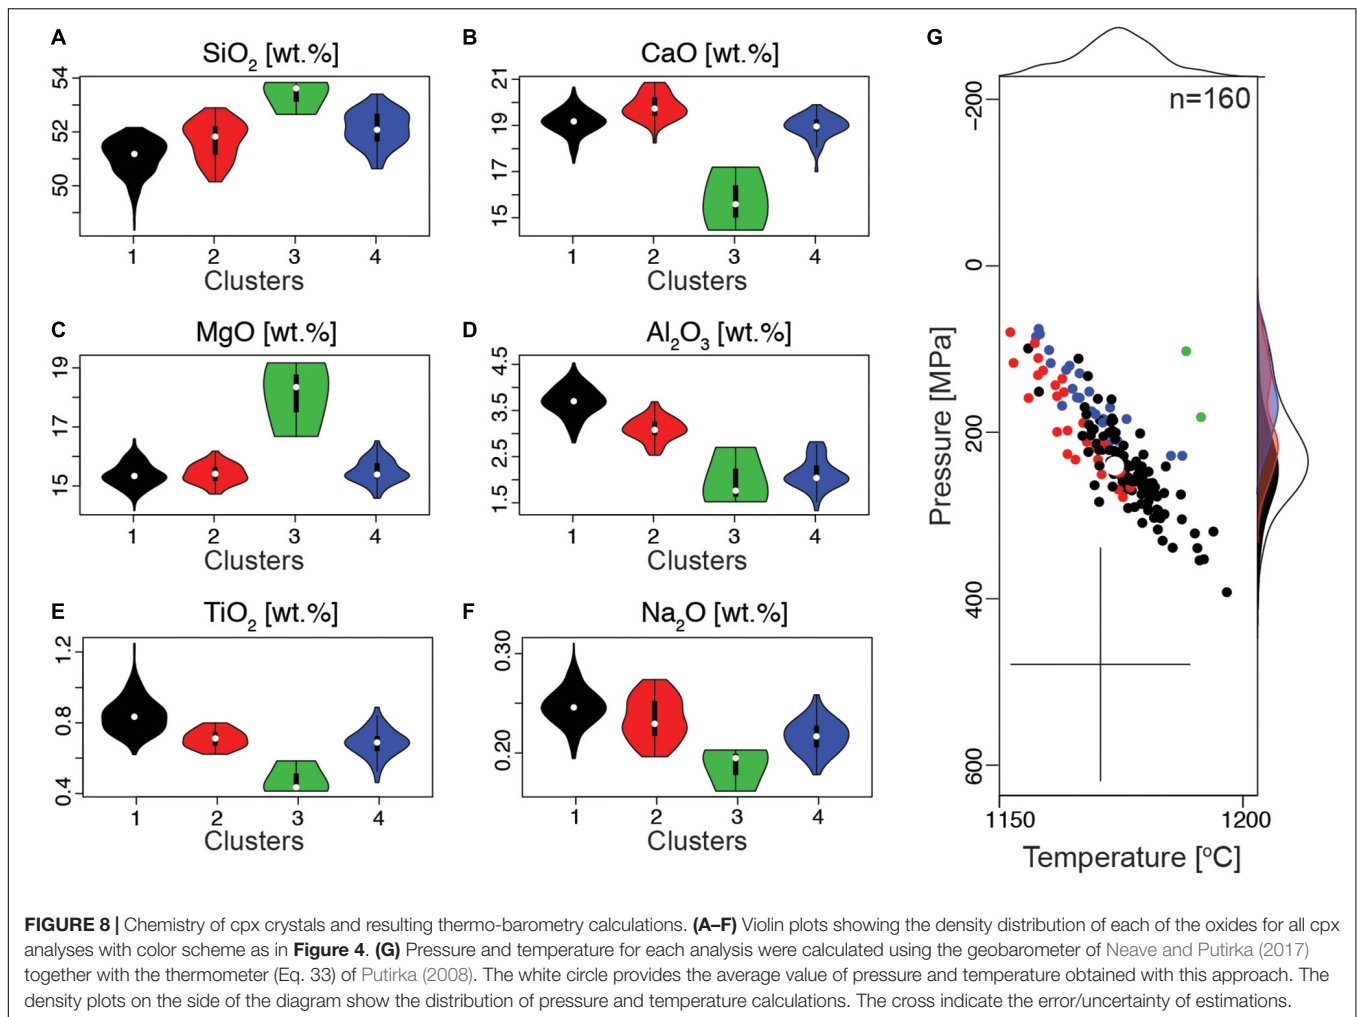 A
SiO2 [wt.%]
54
52
50
1 2 3 4
Clusters
B
CaO [wt.%]
21
19
17
15
1 2 3 4
Clusters
C
MgO [wt.%]
19
17
15
1 2 3 4
Clusters
D
Al2O3 [wt.%]
4.5
3.5
2.5
1.5
1 2 3 4
Clusters
E
TiO2 [wt.%]
1.2
0.8
0.4
1 2 3 4
Clusters
F
Na2O [wt.%]
0.30
0.20
1 2 3 4
Clusters
G
n=160
-200
0
200
400
600
Pressure [MPa]
1150 1200
Temperature [oC]
FIGURE 8 | Chemistry of cpx crystals and resulting thermo-barometry calculations. (A–F) Violin plots showing the density distribution of each of the oxides for all cpx
analyses with color scheme as in Figure 4. (G) Pressure and temperature for each analysis were calculated using the geobarometer of Neave and Putirka (2017)
together with the thermometer (Eq. 33) of Putirka (2008). The white circle provides the average value of pressure and temperature obtained with this approach. The
density plots on the side of the diagram show the distribution of pressure and temperature calculations. The cross indicate the error/uncertainty of estimations.